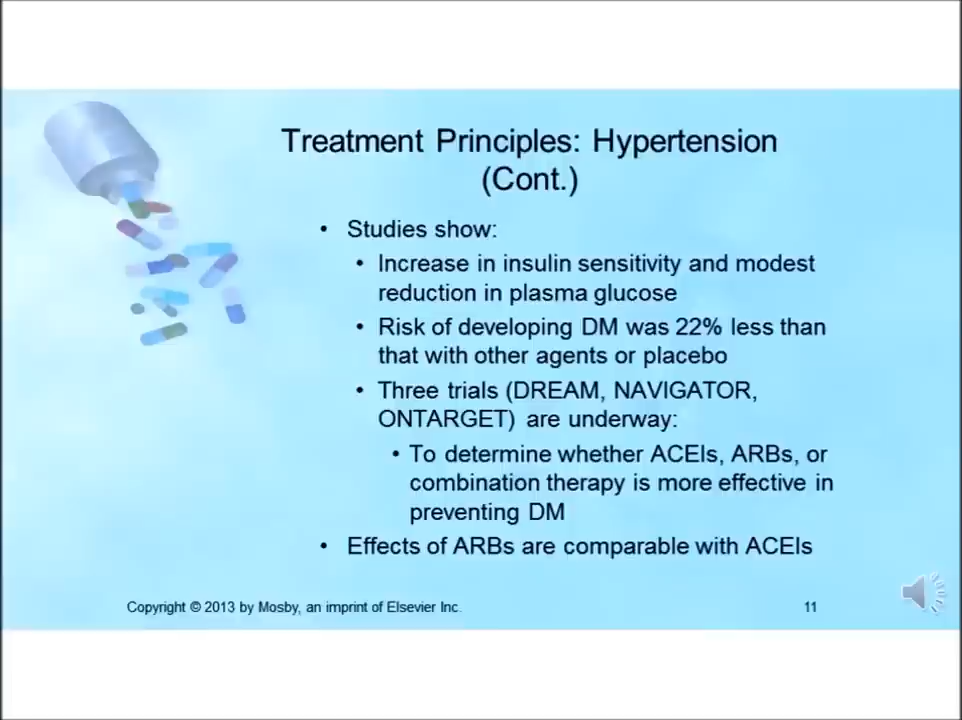 Treatment Principles: Hypertension
(Cont.)
• Studies show:
• Increase in insulin sensitivity and modest
reduction in plasma glucose
• Risk of developing DM was 22% less than
that with other agents or placebo
• Three trials (DREAM, NAVIGATOR,
ONTARGET) are underway:
• To determine whether ACEIs, ARBs, or
combination therapy is more effective in
preventing DM
• Effects of ARBs are comparable with ACEIs
Copyright © 2013 by Mosby, an imprint of Elsevier Inc.
11